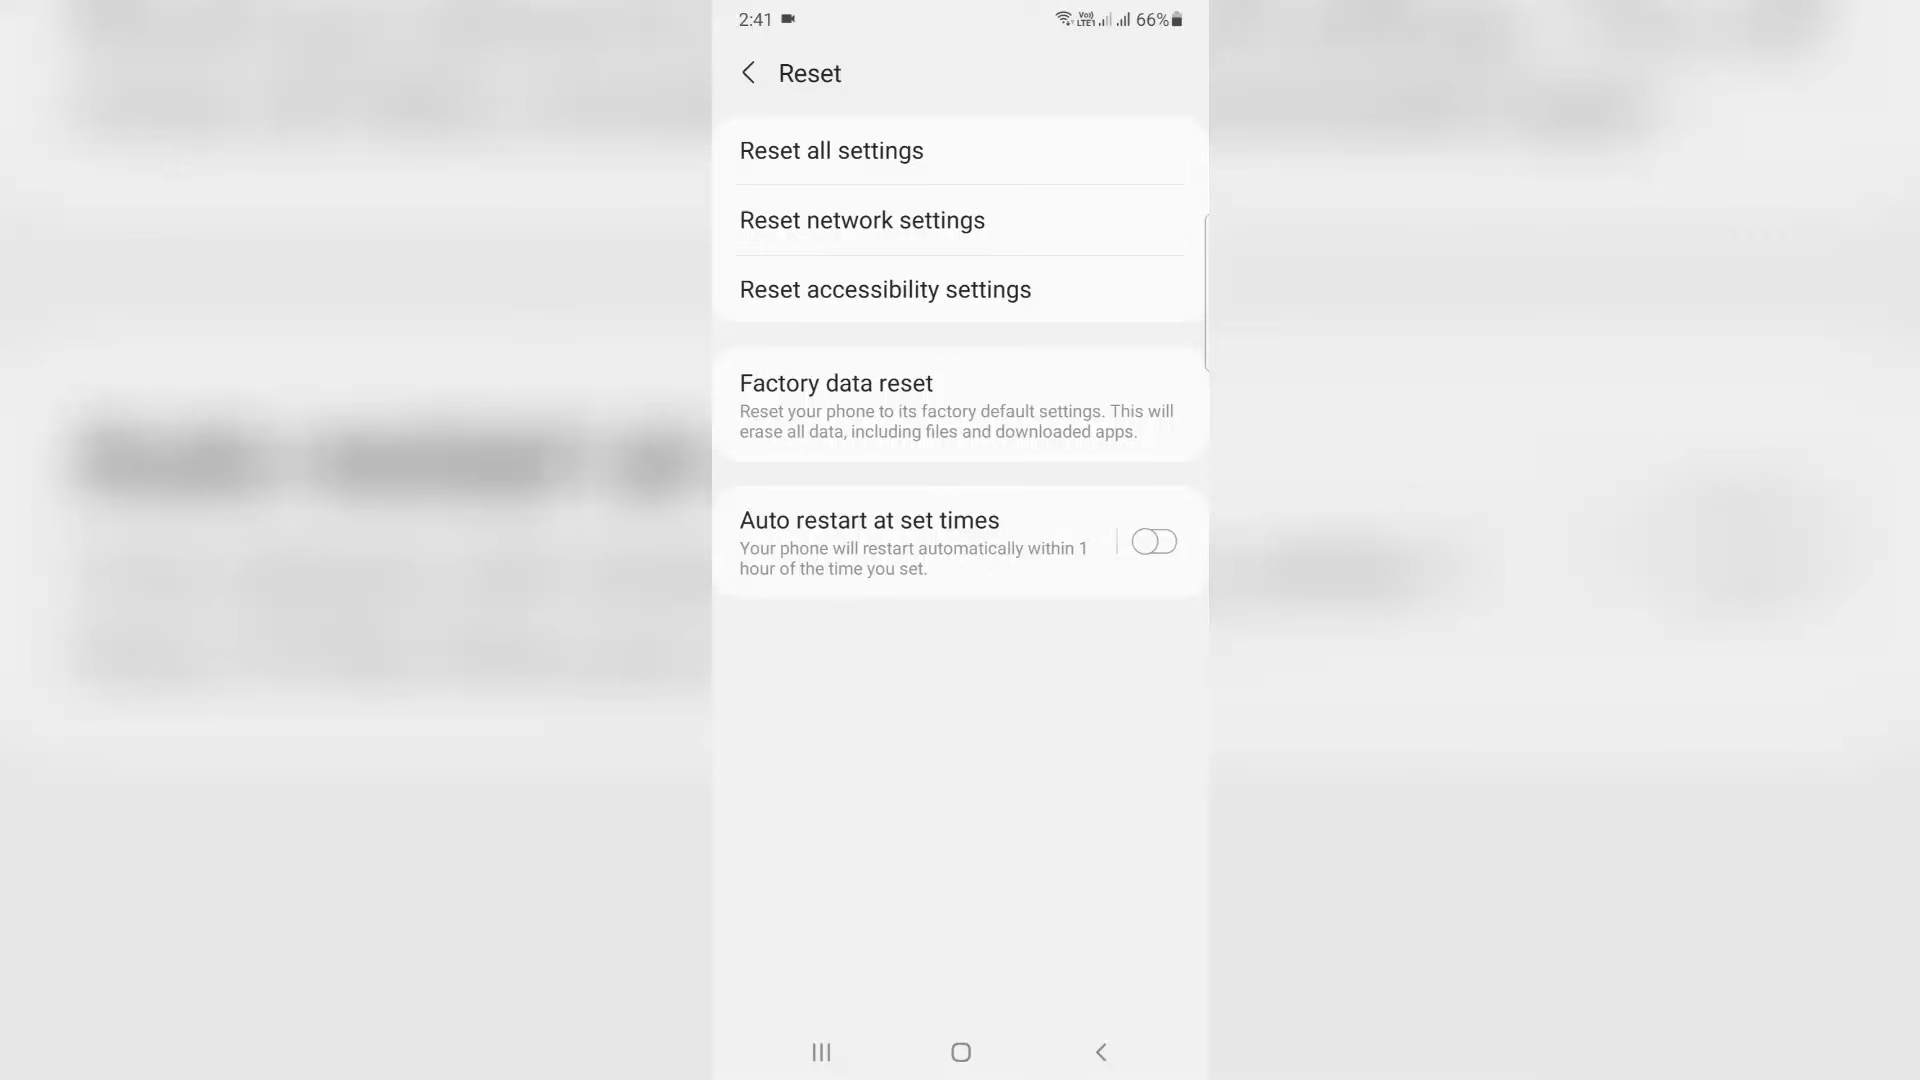 2:41
Vo)) LTE1 66%
Reset
Reset all settings
Reset network settings
Reset accessibility settings
Factory data reset
Reset your phone to its factory default settings. This will
erase all data, including files and downloaded apps.
Auto restart at set times
Your phone will restart automatically within 1
hour of the time you set.